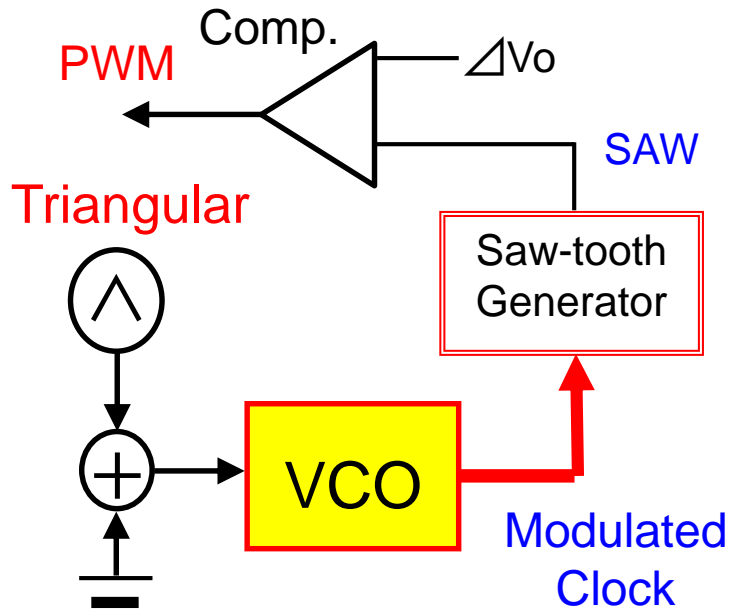 Comp.
PWM
⊿Vo
SAW
Triangular
Saw-tooth
Generator
VCO
Modulated
Clock